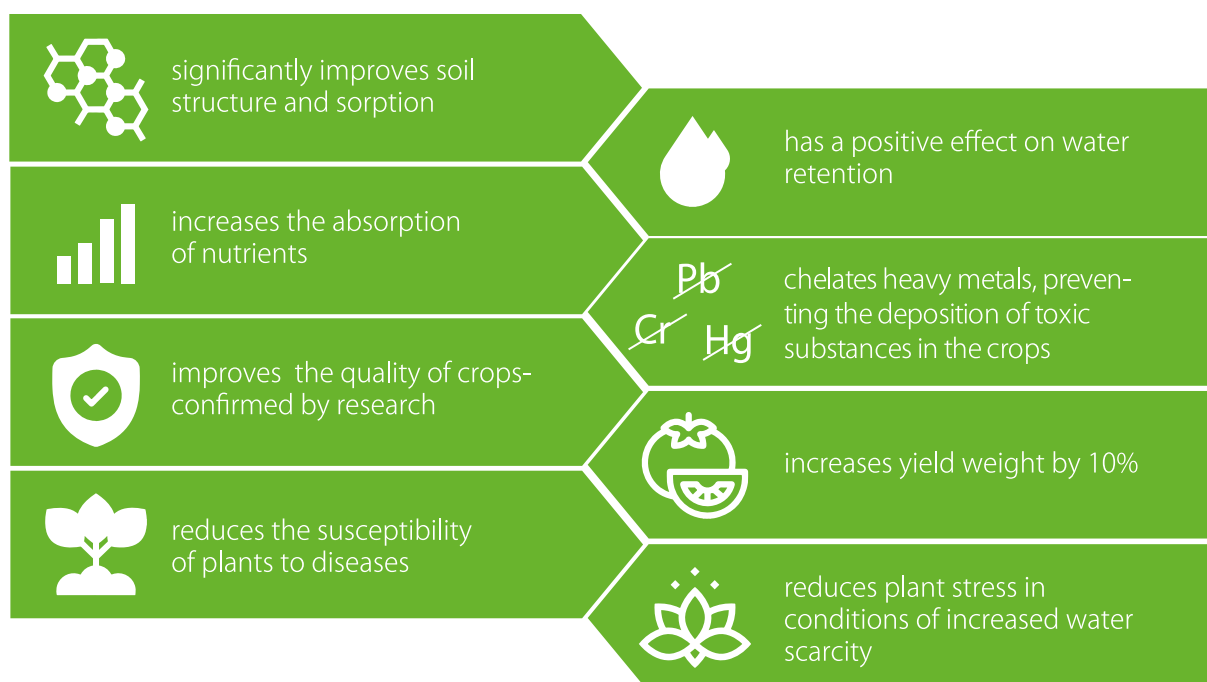 significantly improves soil
structure and sorption
has a positive effect on water
retention
increases the absorption
of nutrients
Pb
Cr
Hg
chelates heavy metals, preven-
ting the deposition of toxic
substances in the crops
improves  the quality of crops-
confirmed by research
increases yield weight by 10%
reduces the susceptibility
of plants to diseases
reduces plant stress in
conditions of increased water
scarcity